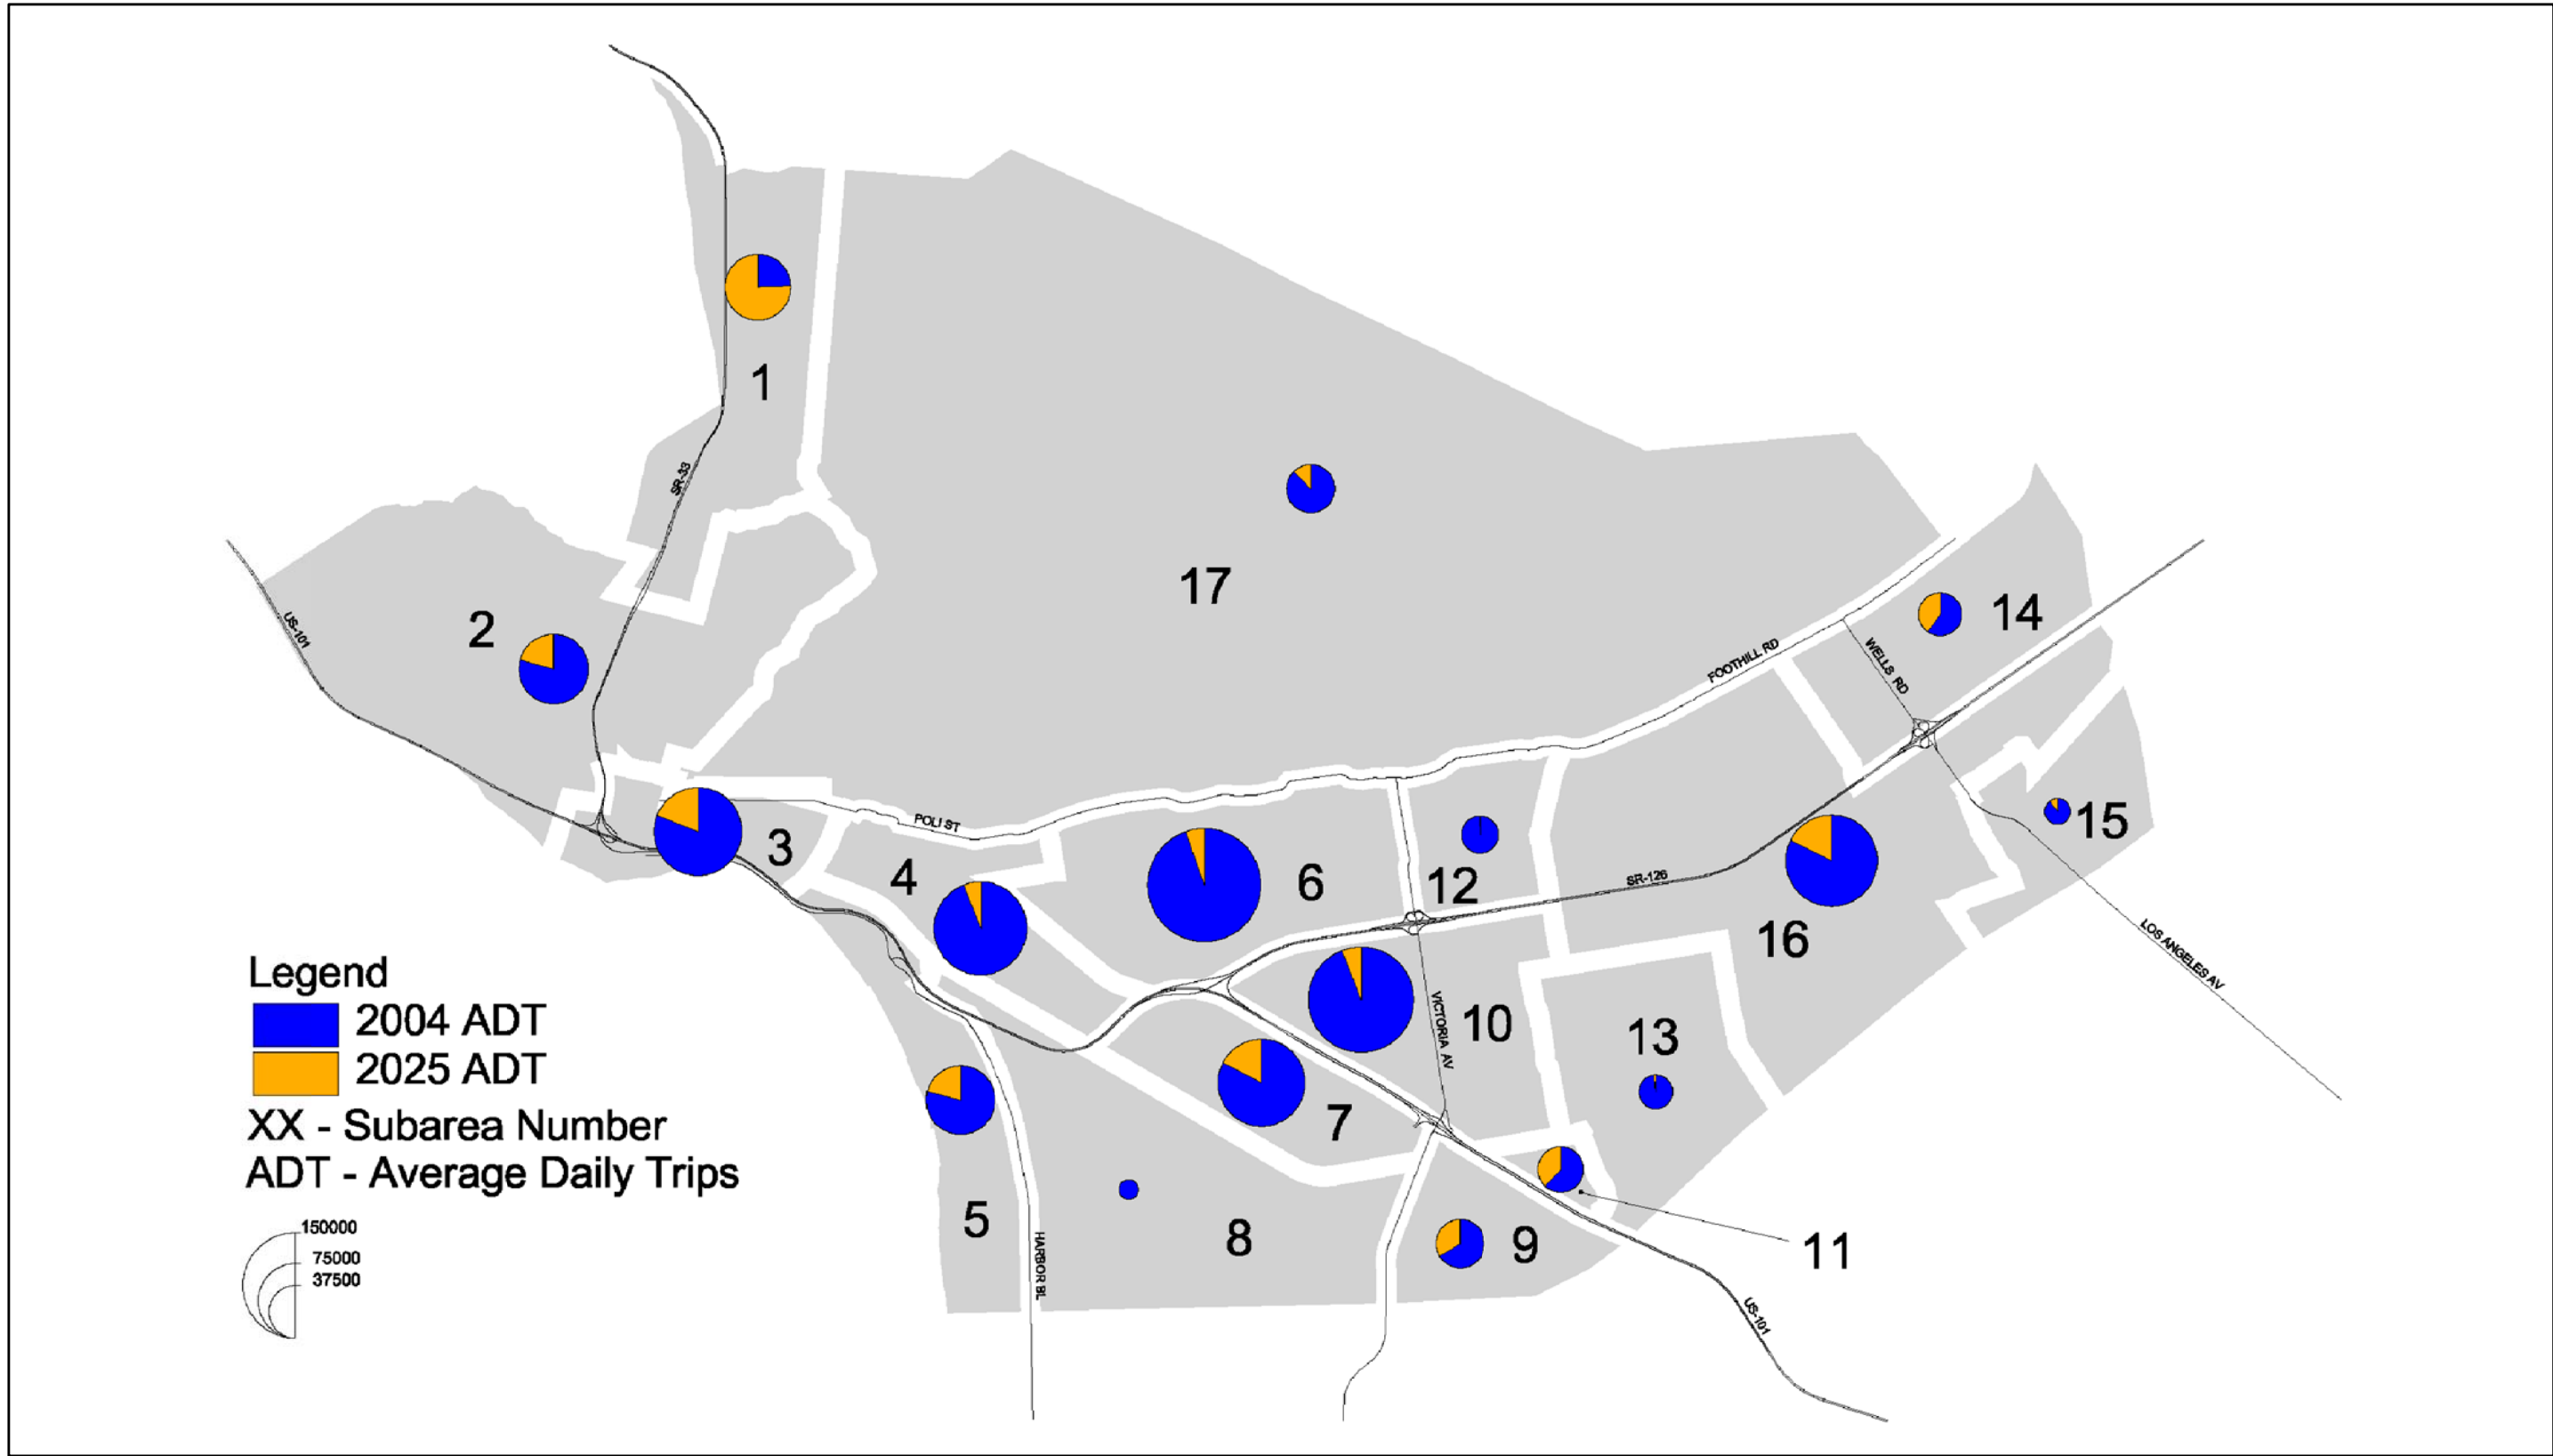 1
SR-33
17
2
US-101
14
FOOTHILL RD
WELLS RD
3
POLI ST
4
6
12
SR-126
15
16
LOS ANGELES AV
Legend
2004 ADT
2025 ADT
XX - Subarea Number
ADT - Average Daily Trips
150000
75000
37500
VICTORIA AV
10
13
7
5
HARBOR BL
8
9
11
US-101